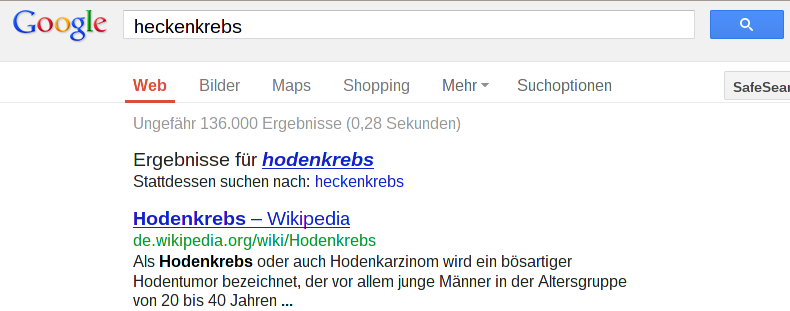 Google heckenkrebs
Web Bilder Maps Shopping Mehr Suchoptionen SafeSear
Ungefähr 136.000 Ergebnisse (0,28 Sekunden)
Ergebnisse für hodenkrebs
Stattdessen suchen nach: heckenkrebs
Hodenkrebs – Wikipedia
de.wikipedia.org/wiki/Hodenkrebs
Als Hodenkrebs oder auch Hodenkarzinom wird ein bösartiger
Hodentumor bezeichnet, der vor allem junge Männer in der Altersgruppe
von 20 bis 40 Jahren ...